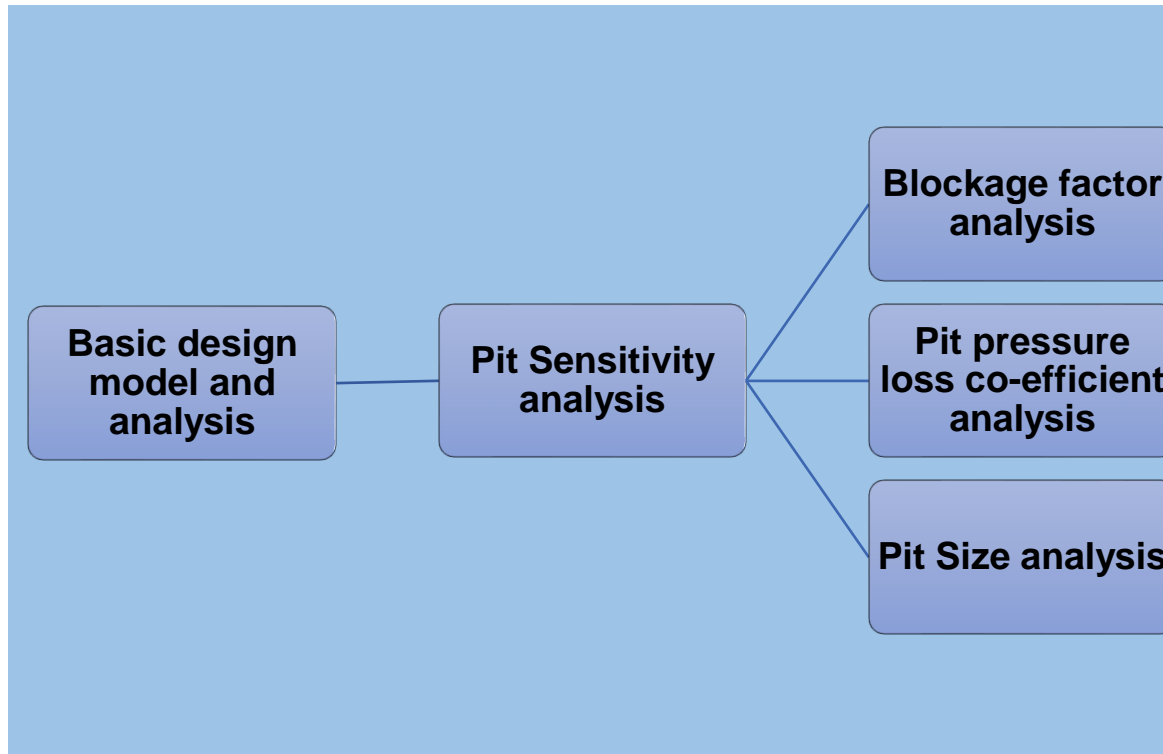 Basic design
model and
analysis
Pit Sensitivity
analysis
Blockage factor
analysis
Pit pressure
loss co-efficient
analysis
Pit Size analysis